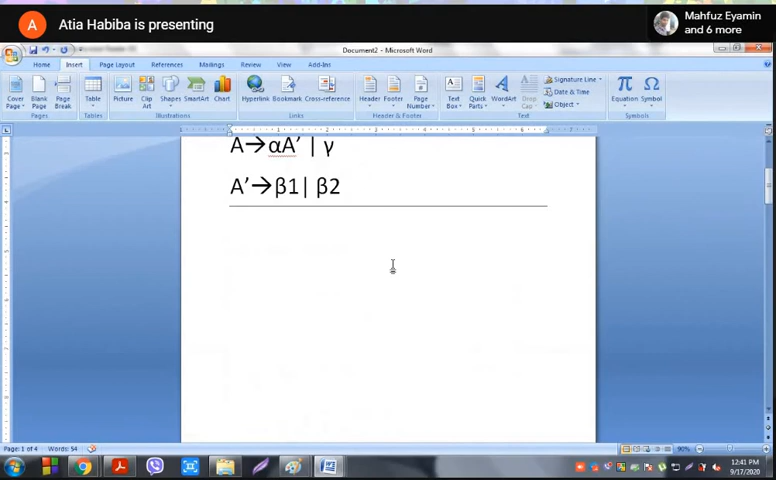 A
Atia Habiba is presenting
Mahfuz Eyamin
and 6 more
Document2 - Microsoft Word
Home Insert Page Layout References Mailings Review View Add-Ins
Cover Page
Blank Page
Page Break
Table
Picture
Clip Art
Shapes
SmartArt
Chart
Hyperlink
Bookmark
Cross-reference
Header
Footer
Page Number
Text Box
Quick Parts
WordArt
Drop Cap
Signature Line
Date & Time
Object
Equation
Symbol
Pages Tables Illustrations Links Header & Footer Text Symbols
A→αA’ | γ
A’→β1| β2
Page: 1 of 4 Words: 54
90%
12:41 PM
9/17/2020